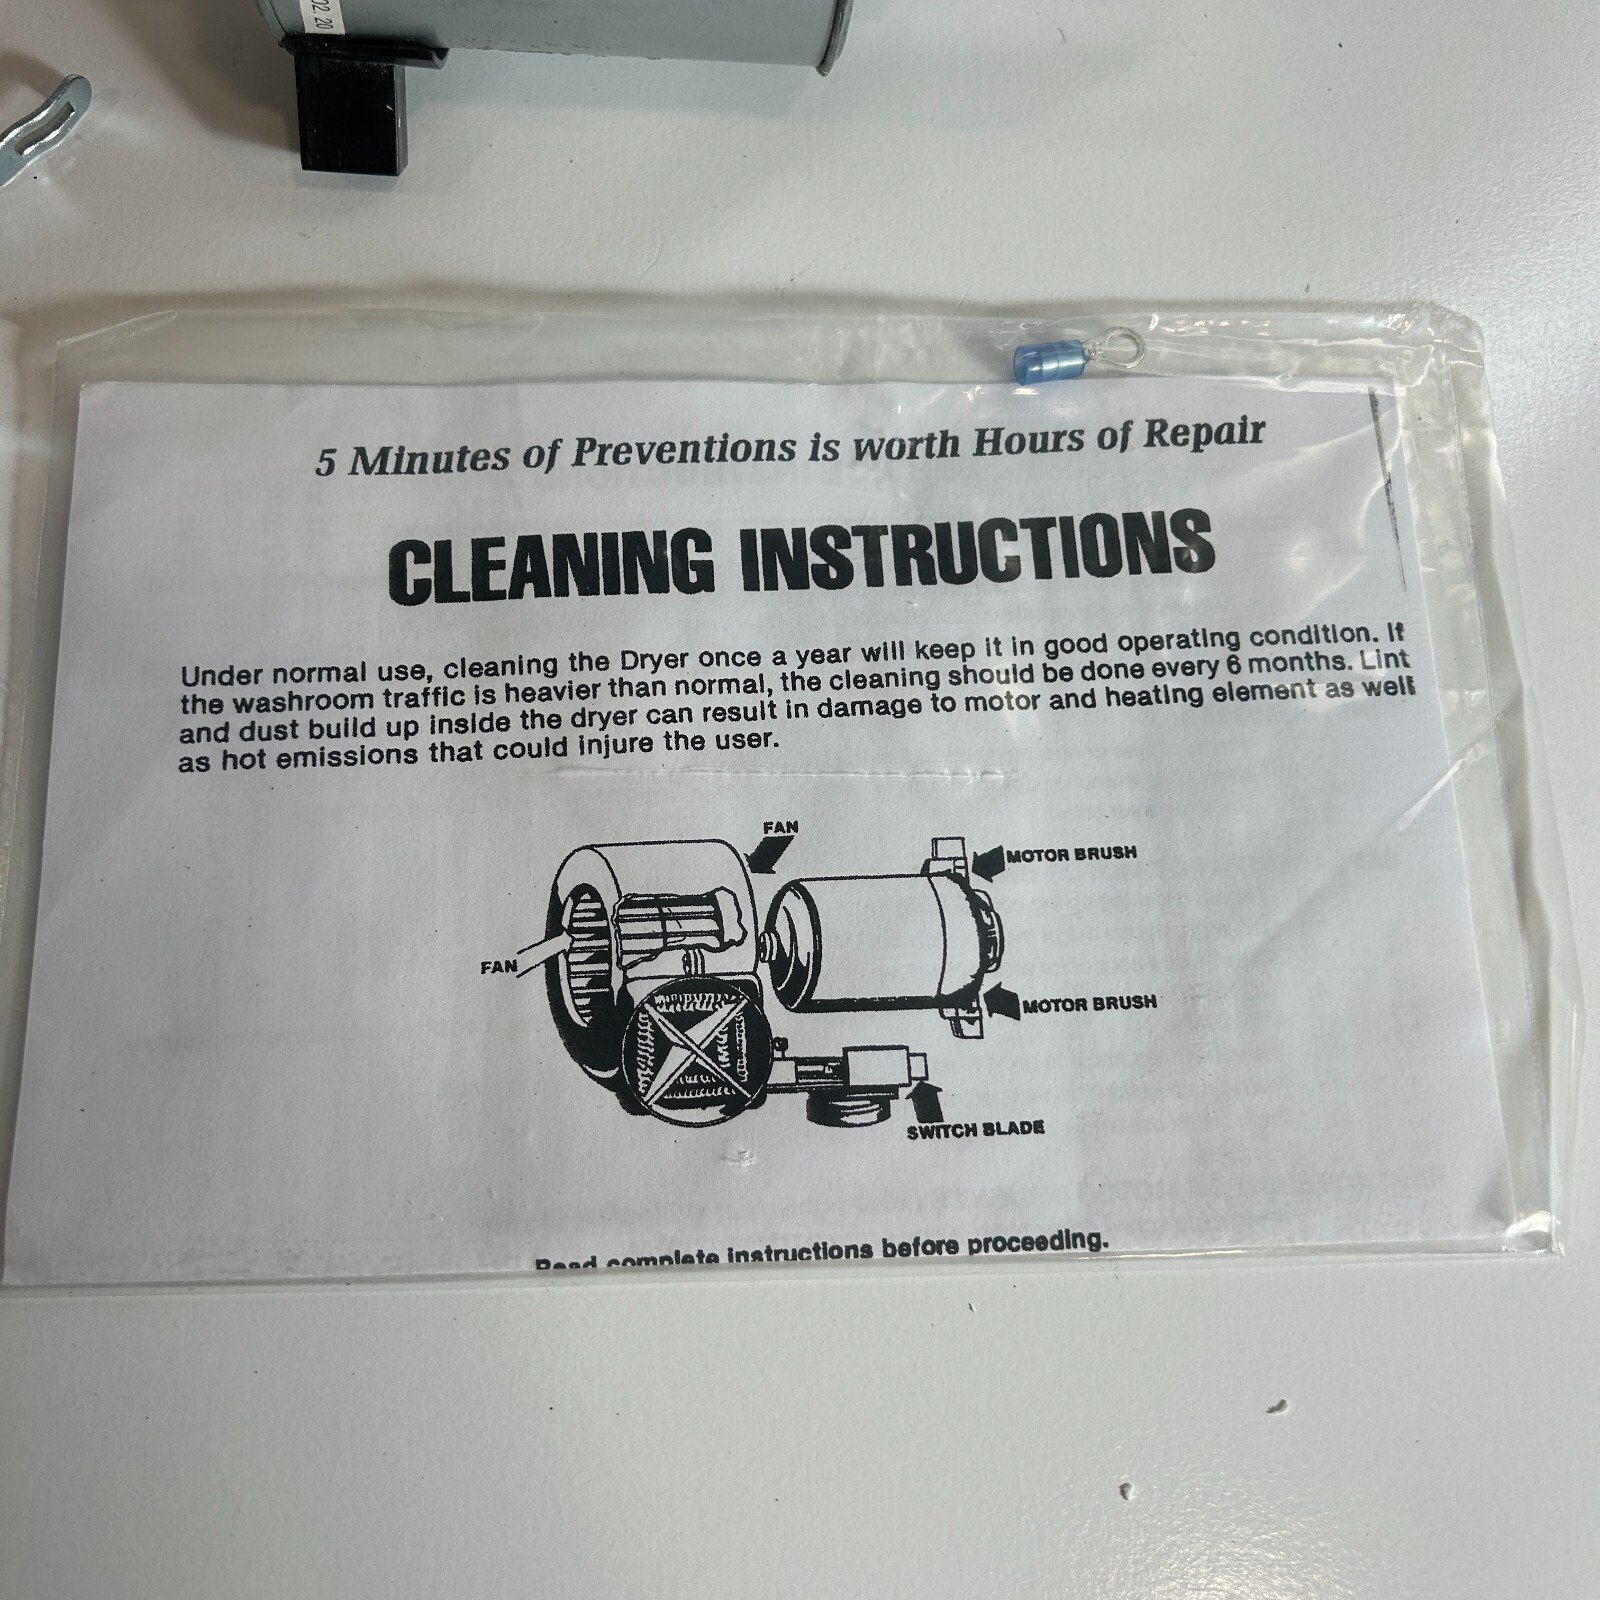 02. 20
5 Minutes of Preventions is worth Hours of Repair
CLEANING INSTRUCTIONS
Under normal use, cleaning the Dryer once a year will keep it in good operating condition. If
the washroom traffic is heavier than normal, the cleaning should be done every 6 months. Lint
and dust build up inside the dryer can result in damage to motor and heating element as well
as hot emissions that could injure the user.
FAN
MOTOR BRUSH
FAN
MOTOR BRUSH
SWITCH BLADE
Read complete instructions before proceeding.